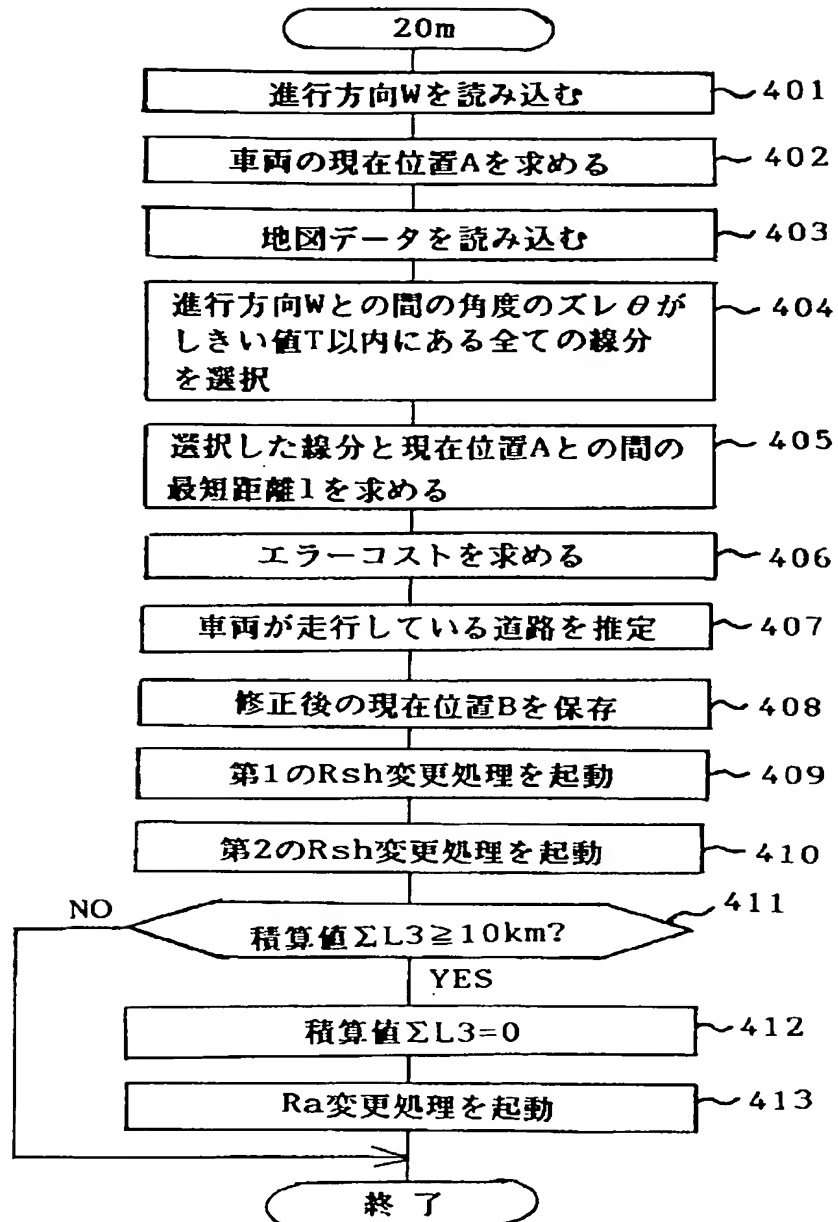 20m
進行方向Wを読み込む
401
車両の現在位置Aを求める
402
地図データを読み込む
403
進行方向Wとの間の角度のズレθが
しきい値T以内にある全ての線分
を選択
404
選択した線分と現在位置Aとの間の
最短距離lを求める
405
エラーコストを求める
406
車両が走行している道路を推定
407
修正後の現在位置Bを保存
408
第1のRsh変更処理を起動
409
第2のRsh変更処理を起動
410
411
NO
積算値ΣL3≧10km?
YES
積算値ΣL3=0
412
Ra変更処理を起動
413
終了